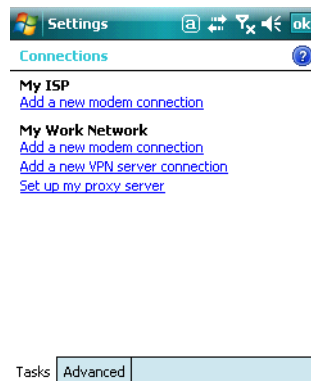 Settings
a
ok
Connections
?
My ISP
Add a new modem connection
My Work Network
Add a new modem connection
Add a new VPN server connection
Set up my proxy server
Tasks
Advanced